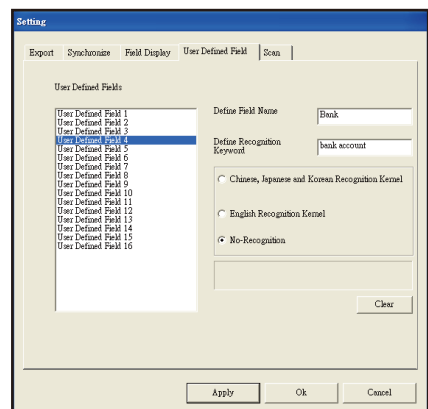 Setting
Export Synchronize Field Display User Defined Field Scan
User Defined Fields
User Defined Field 1
User Defined Field 2
User Defined Field 3
User Defined Field 4
User Defined Field 5
User Defined Field 6
User Defined Field 7
User Defined Field 8
User Defined Field 9
User Defined Field 10
User Defined Field 11
User Defined Field 12
User Defined Field 13
User Defined Field 14
User Defined Field 15
User Defined Field 16
Define Field Name
Bank
Define Recognition
Keyword
bank account
Chinese, Japanese and Korean Recognition Kernel
English Recognition Kernel
No-Recognition
Clear
Apply Ok Cancel